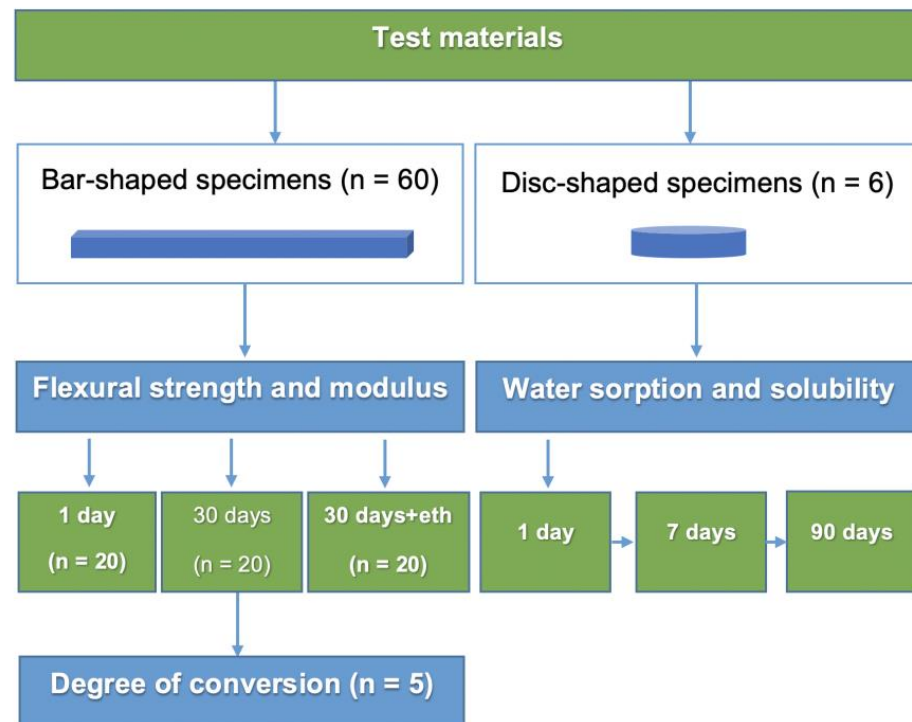 Test materials
Bar-shaped specimens (n = 60)
Disc-shaped specimens (n = 6)
Flexural strength and modulus
Water sorption and solubility
1 day
(n = 20)
30 days
(n = 20)
30 days+eth
(n = 20)
1 day
7 days
90 days
Degree of conversion (n = 5)